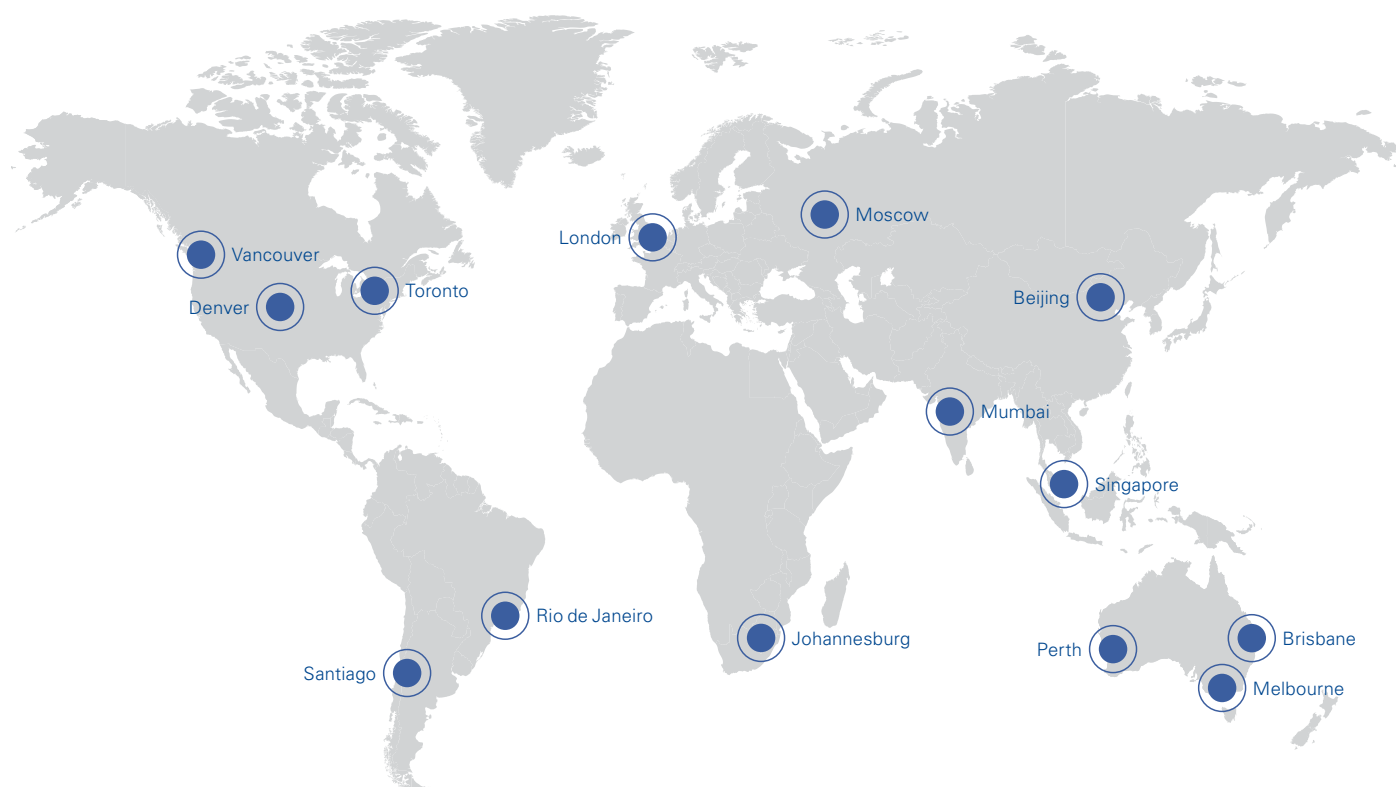 Moscow
London
Vancouver
Toronto
Beijing
Denver
Mumbai
Singapore
Rio de Janeiro
Johannesburg
Brisbane
Perth
Santiago
Melbourne